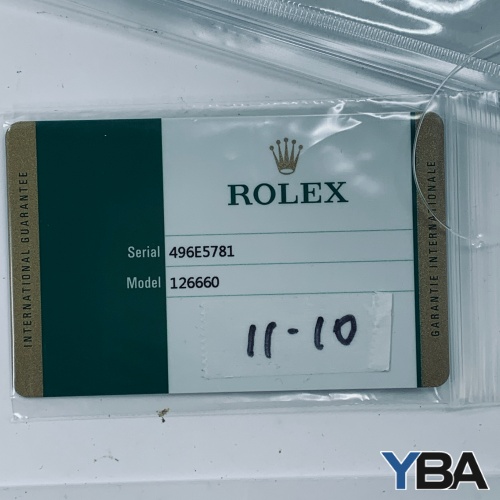 INTERNATIONAL GUARANTEE
ROLEX
Serial 496E5781
Model 126660
11-10
GARANTIE INTERNATIONALE
YBA